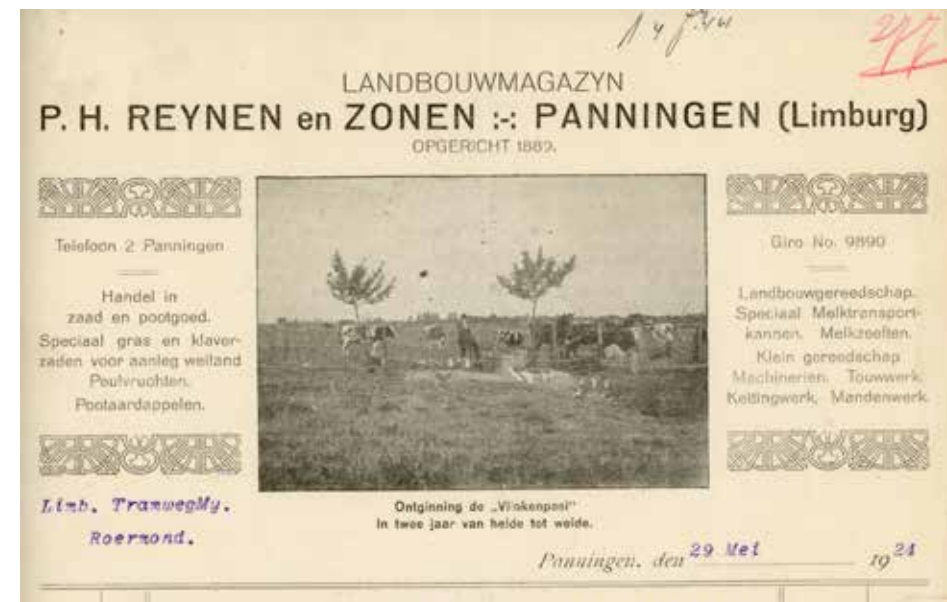 277
LANDBOUWMAGAZYN
P. H. REYNEN en ZONEN :-: PANNINGEN (Limburg)
OPGERICHT 1889.
Telefoon 2 Panningen
Handel in
zaad en pootgoed.
Speciaal gras en klaver-
zaden voor aanleg weiland
Peulvruchten.
Pootaardappelen.
Giro No. 9890
Landbouwgereedschap.
Speciaal Melktransport-
kannen. Melkzeeften.
Klein gereedschap
Machinerien. Touwwerk.
Kettingwerk, Mandenwerk.
Ontginning de
In twee jaar van heide tot weide.
Limb. TramwegMy.
Roermond.
Panningen, den 29 Mei 1924